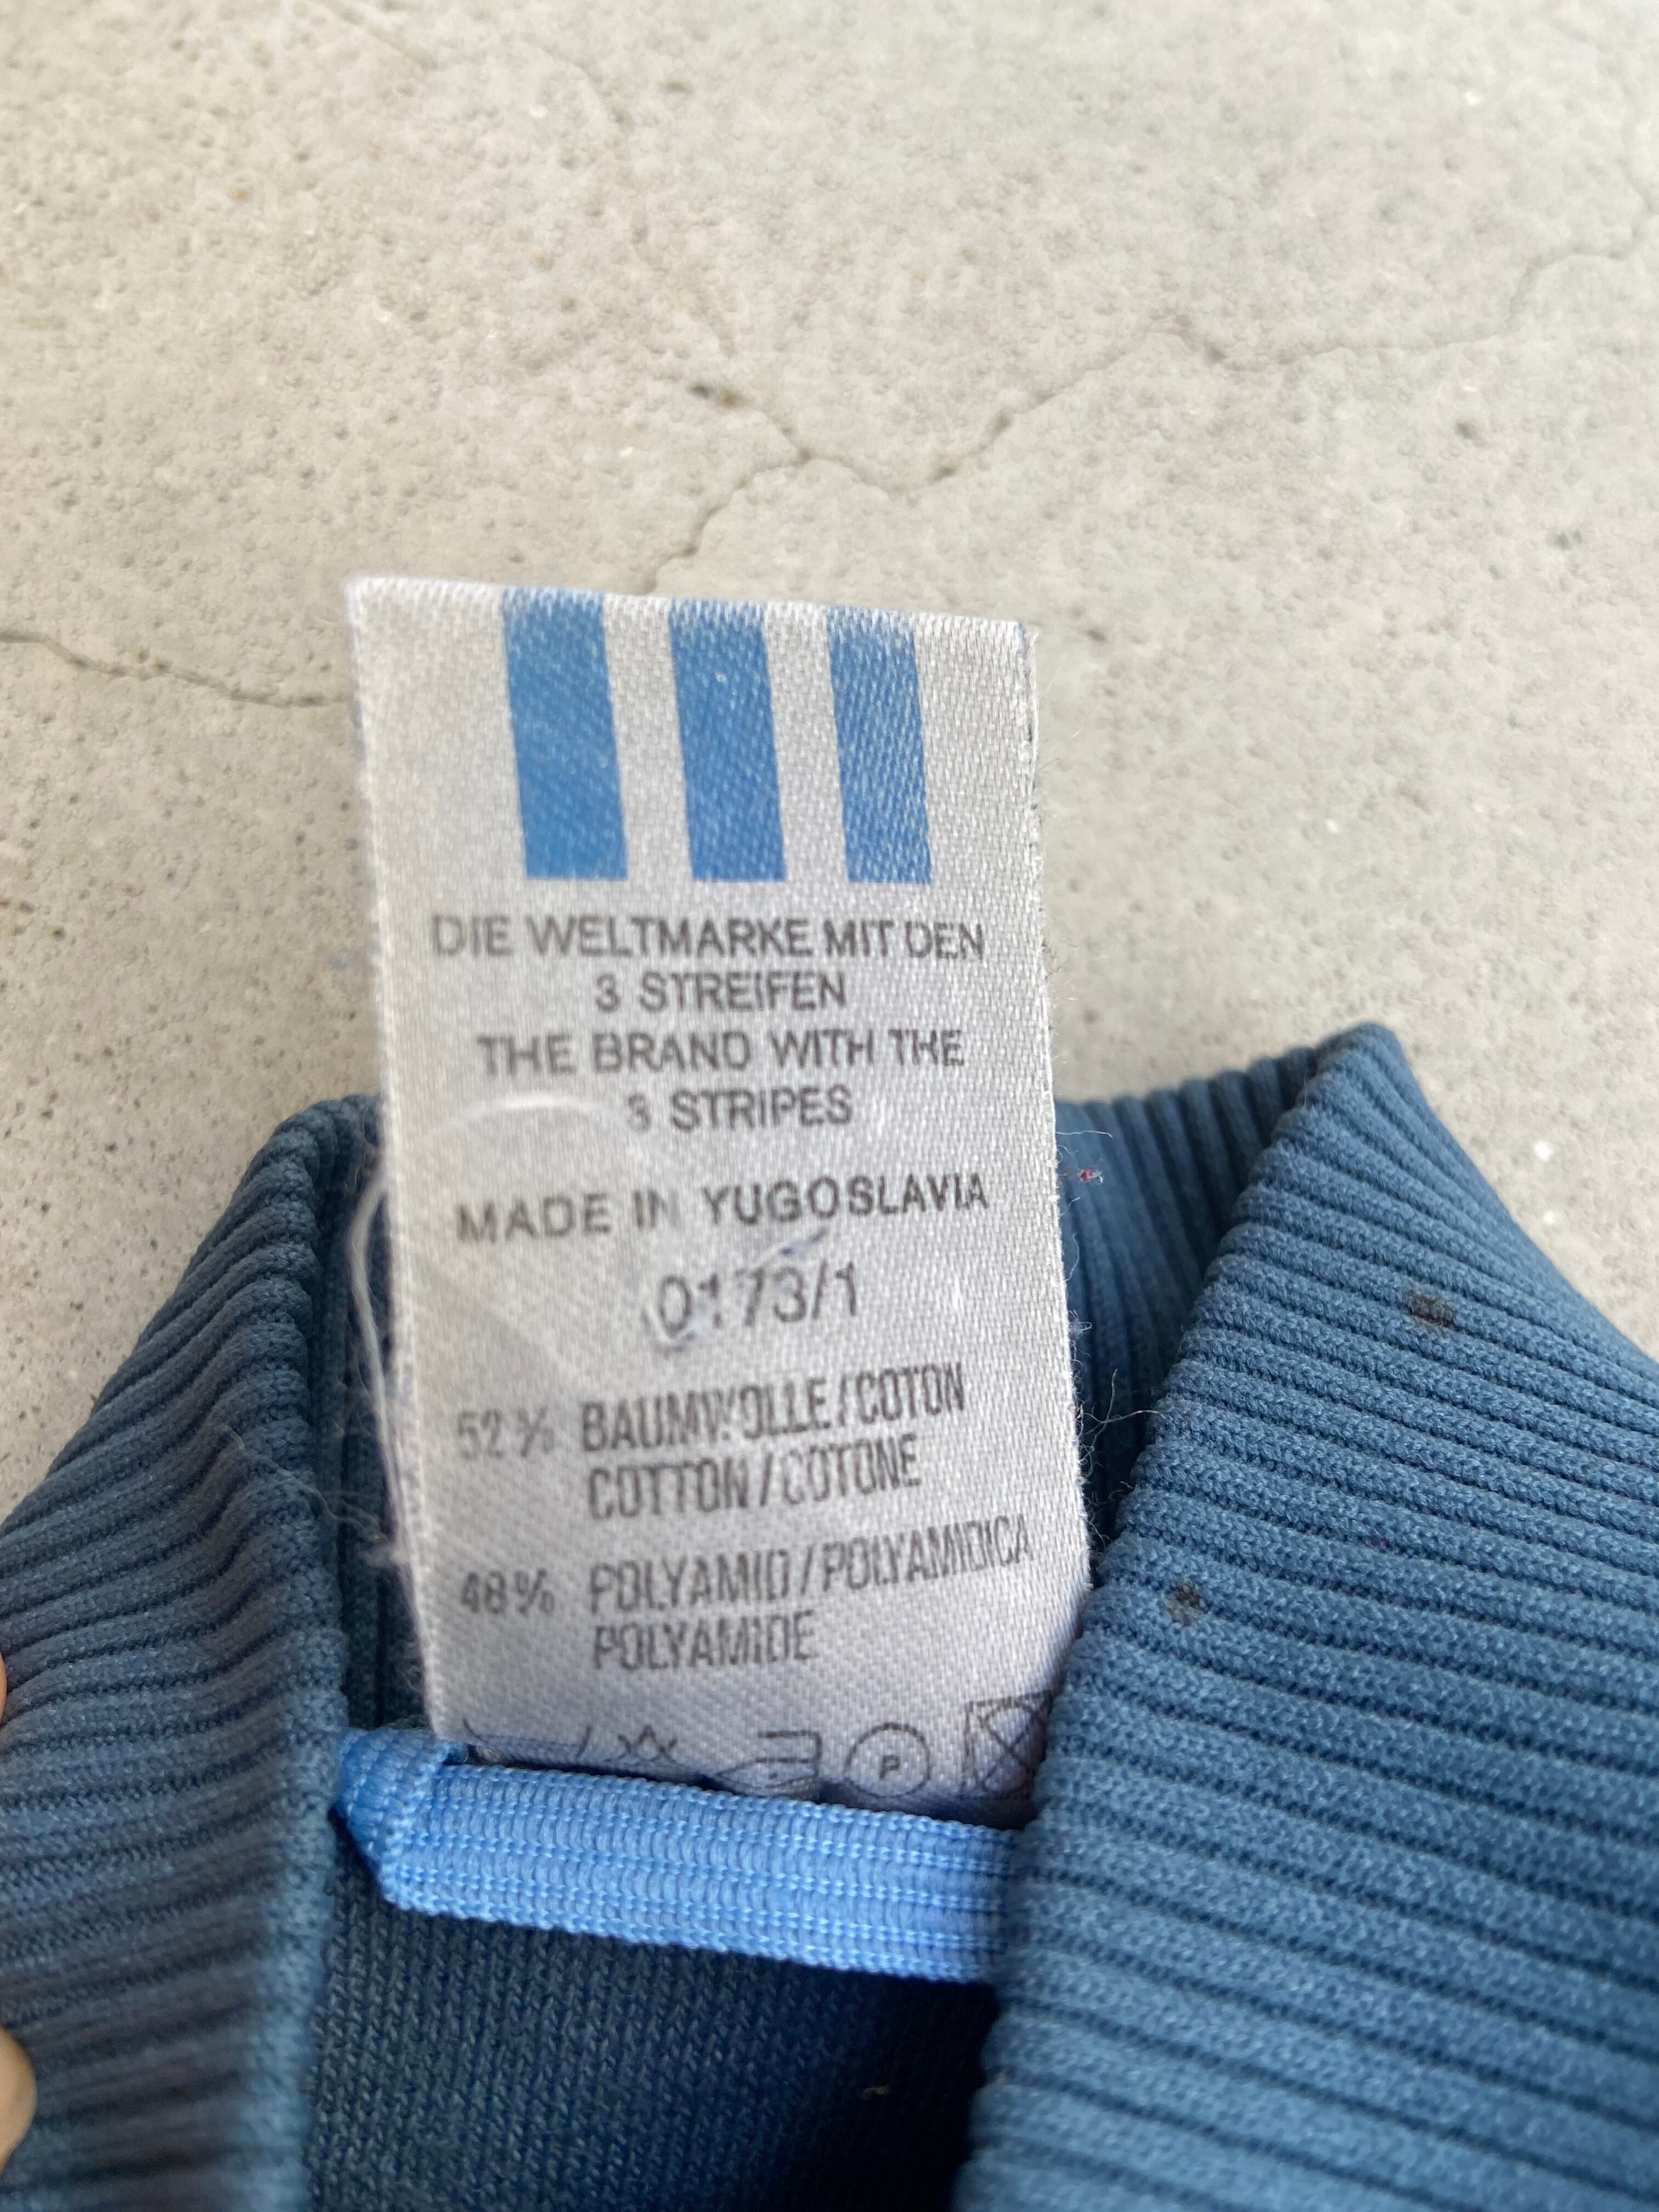 DIE WELTMARKE MIT DEN
3 STREIFEN
THE BRAND WITH THE
3 STRIPES
MADE IN YUGOSLAVIA
0173/1
52% BAUMWOLLE/COTON
COTTON/COTONE
48% POLYAMID/POLYAMIDICA
POLYAMIDE
P